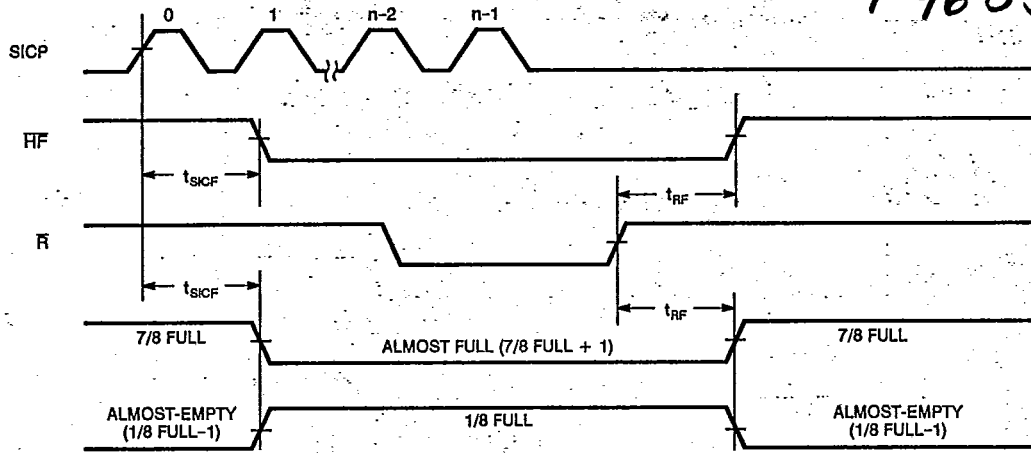 0 1 n-2 n-1
SICP
HF
tSICF
tRF
R
tSICF
tRF
7/8 FULL ALMOST FULL (7/8 FULL + 1) 7/8 FULL
ALMOST-EMPTY
(1/8 FULL-1)
1/8 FULL
ALMOST-EMPTY
(1/8 FULL-1)